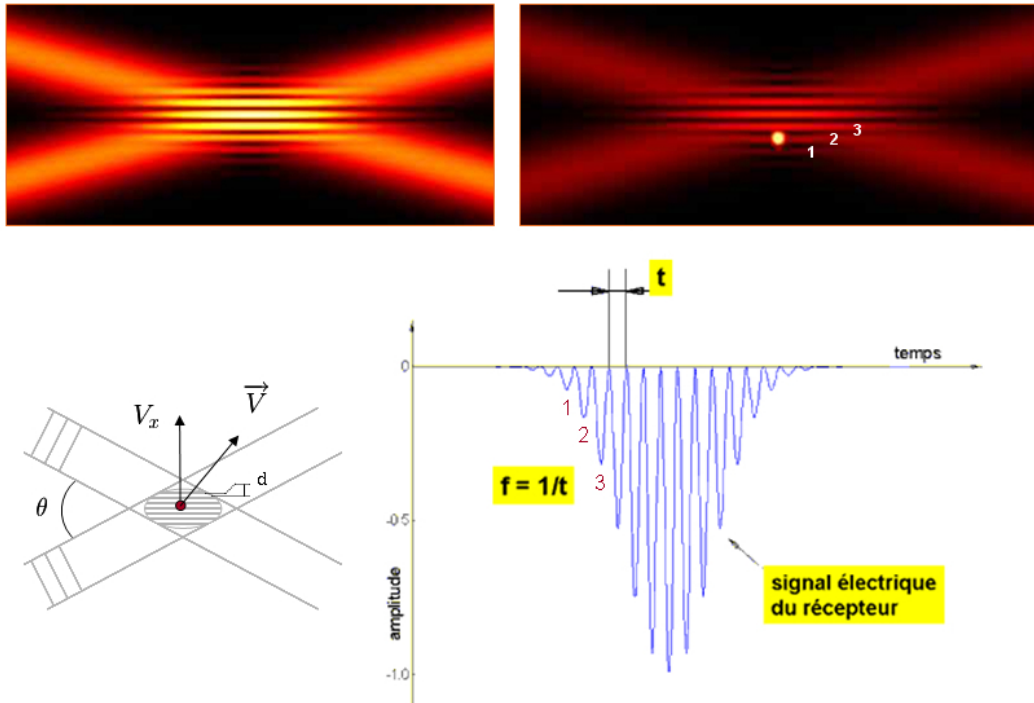 3
2
1
t
temps
0
V⃗
V_x
d
1
2
3
f = 1/t
θ
-0.5
signal électrique
du récepteur
amplitude
-1.0